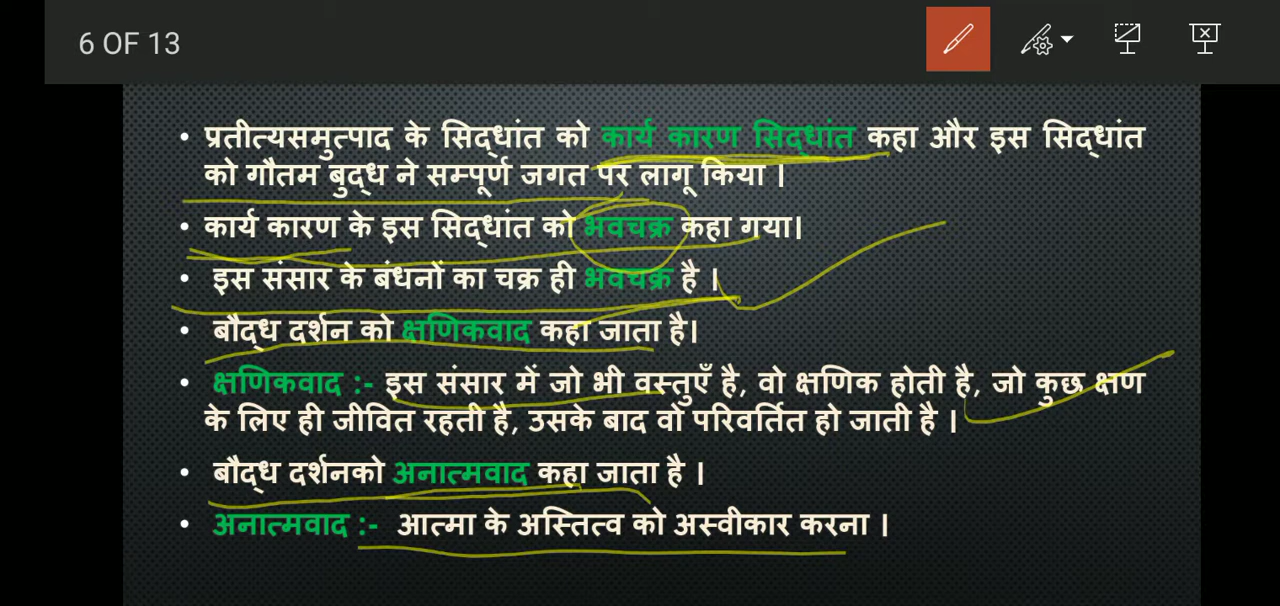 6 OF 13
• प्रतीत्यसमुत्पाद के सिद्धांत को कार्य कारण सिद्धांत कहा और इस सिद्धांत
को गौतम बुद्ध ने सम्पूर्ण जगत पर लागू किया |
• कार्य कारण के इस सिद्धांत को भवचक्र कहा गया।
• इस संसार के बंधनों का चक्र ही भवचक्र है |
• बौद्ध दर्शन को क्षणिकवाद कहा जाता है।
• क्षणिकवाद :- इस संसार में जो भी वस्तुएँ है, वो क्षणिक होती है, जो कुछ क्षण
के लिए ही जीवित रहती है, उसके बाद वो परिवर्तित हो जाती है |
• बौद्ध दर्शनको अनात्मवाद कहा जाता है |
• अनात्मवाद :- आत्मा के अस्तित्व को अस्वीकार करना |